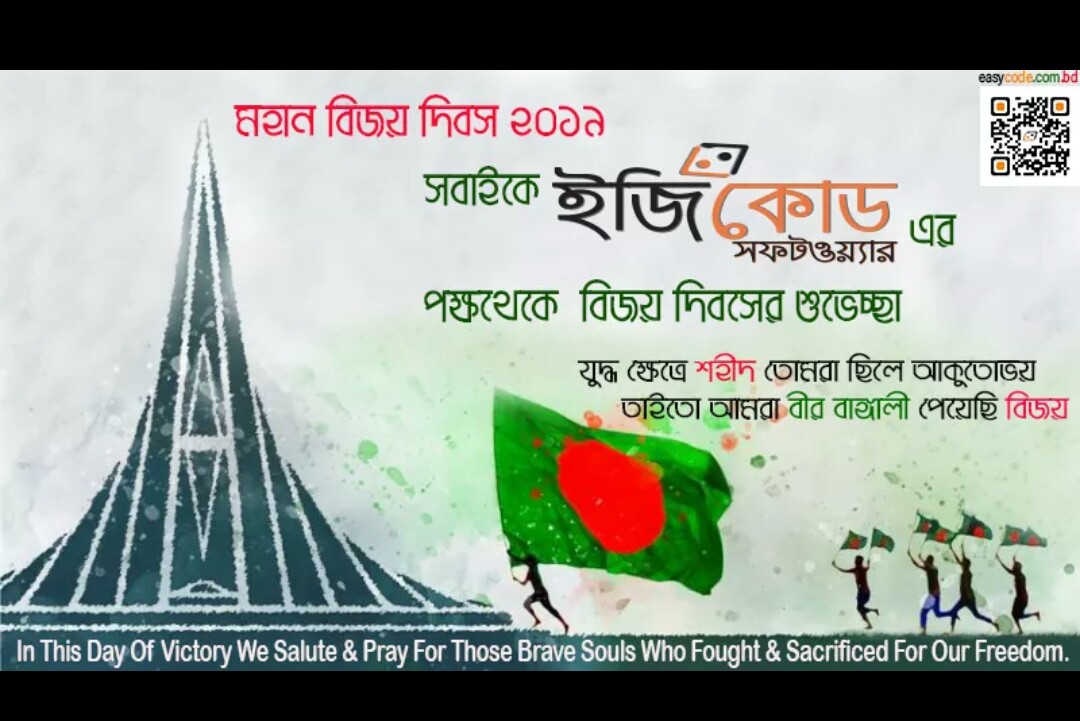 easycode.com.bd
মহান বিজয় দিবস ২০১৯
সবাইকে ইজিকোড সফটওয়্যার এর
পক্ষথেকে বিজয় দিবসের শুভেচ্ছা
যুদ্ধ ক্ষেত্রে শহীদ তোমরা ছিলে আকুতোভয়
তাইতো আমরা বীর বাঙ্গালী পেয়েছি বিজয়
In This Day Of Victory We Salute & Pray For Those Brave Souls Who Fought & Sacrificed For Our Freedom.